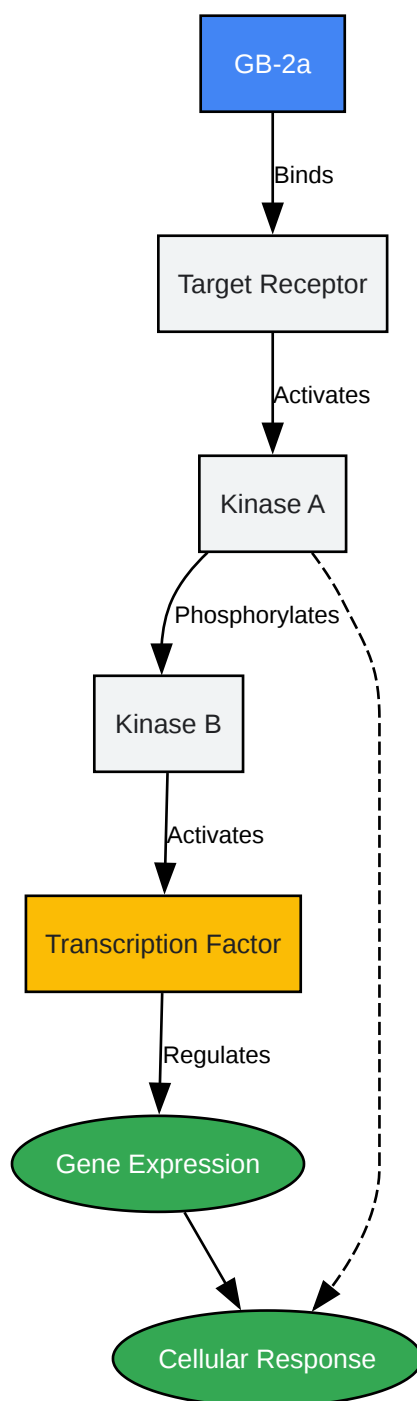 GB-2a
Binds
Target Receptor
Activates
Kinase A
Phosphorylates
Kinase B
Activates
Transcription Factor
Regulates
Gene Expression
Cellular Response